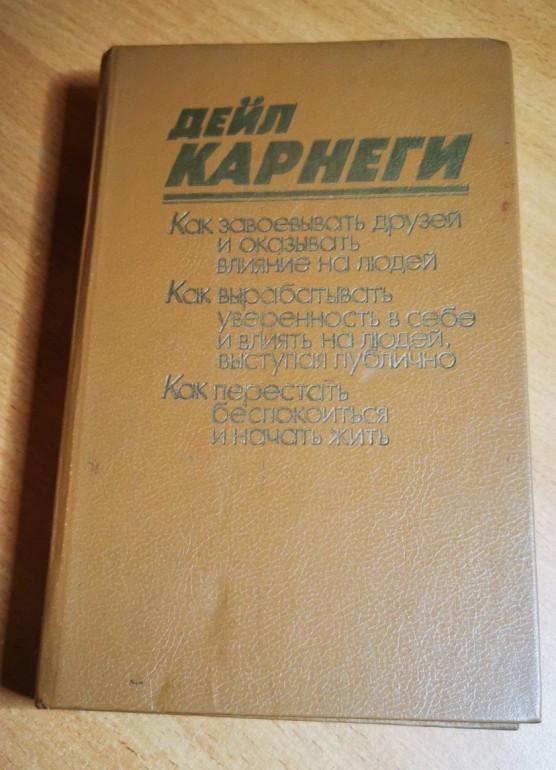 ДЕЙЛ
КАРНЕГИ
Как завоевывать друзей
и оказывать
влияние на людей
Как вырабатывать
уверенность в себе
и влиять на людей,
выступая публично
Как перестать
беспокоиться
и начать жить